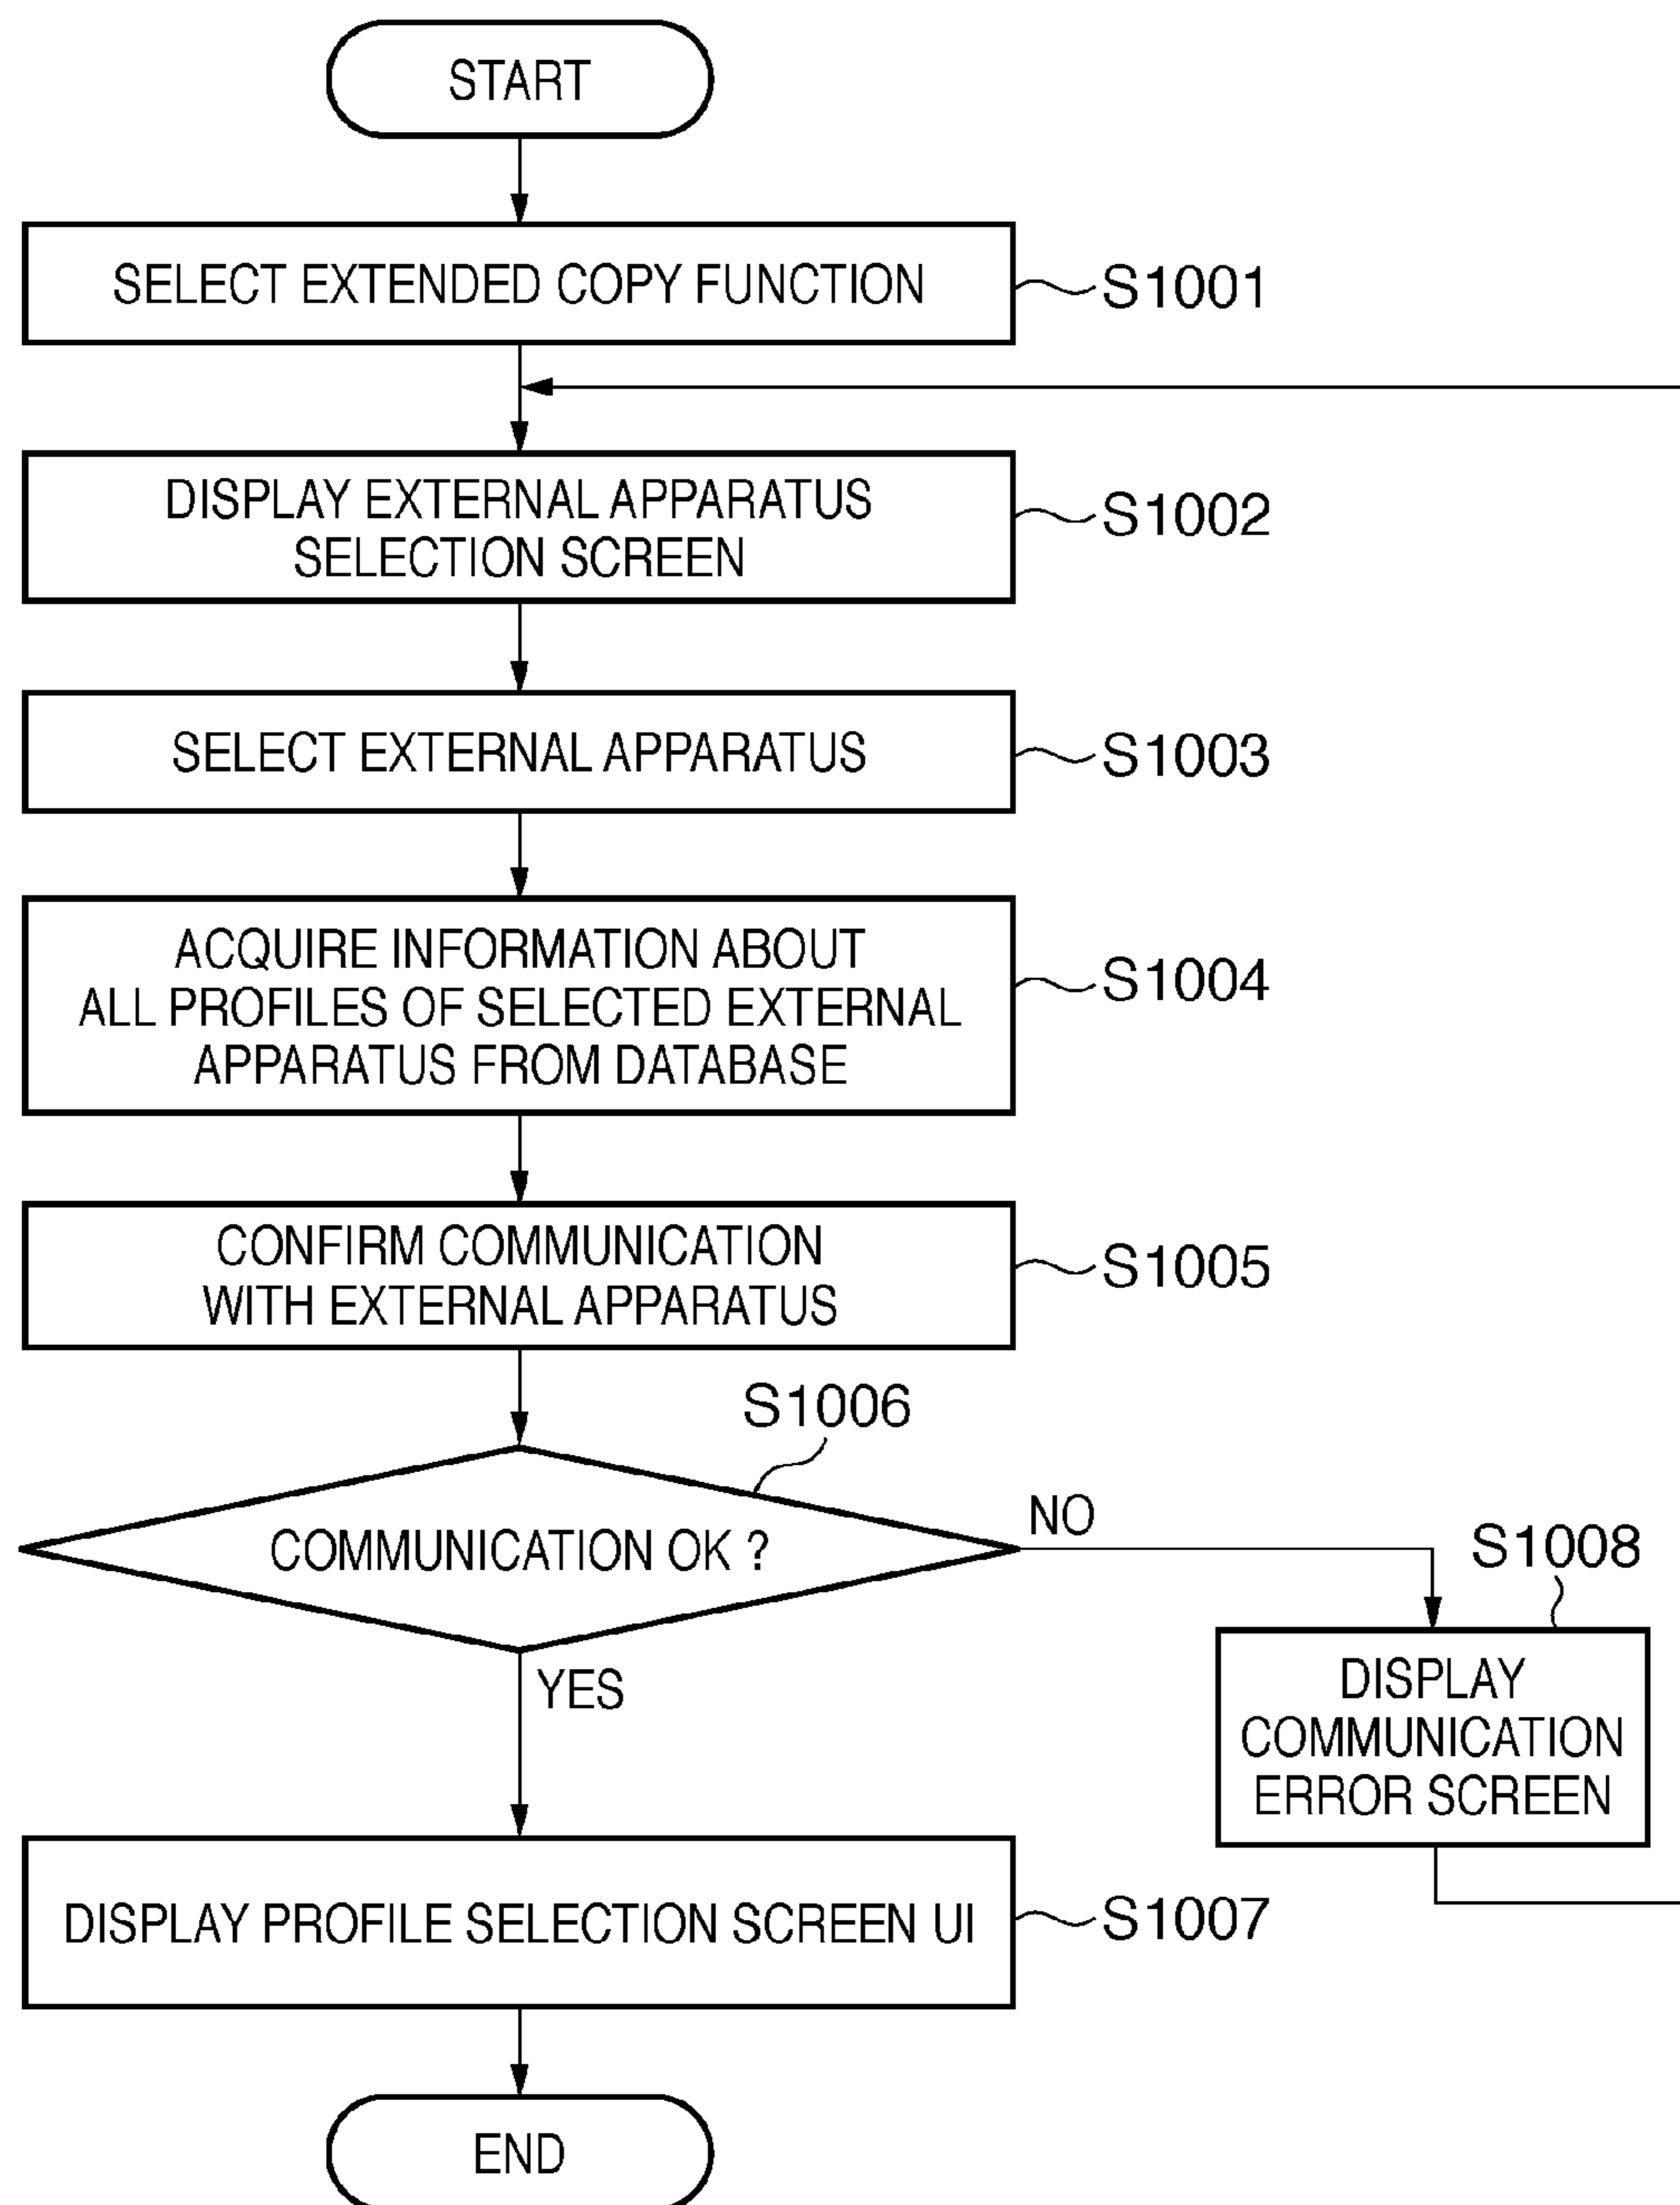 START
SELECT EXTENDED COPY FUNCTION
S1001
DISPLAY EXTERNAL APPARATUS
SELECTION SCREEN
S1002
SELECT EXTERNAL APPARATUS
S1003
ACQUIRE INFORMATION ABOUT
ALL PROFILES OF SELECTED EXTERNAL
APPARATUS FROM DATABASE
S1004
CONFIRM COMMUNICATION
WITH EXTERNAL APPARATUS
S1005
S1006
COMMUNICATION OK ?
NO
YES
S1008
DISPLAY
COMMUNICATION
ERROR SCREEN
DISPLAY PROFILE SELECTION SCREEN UI
S1007
END